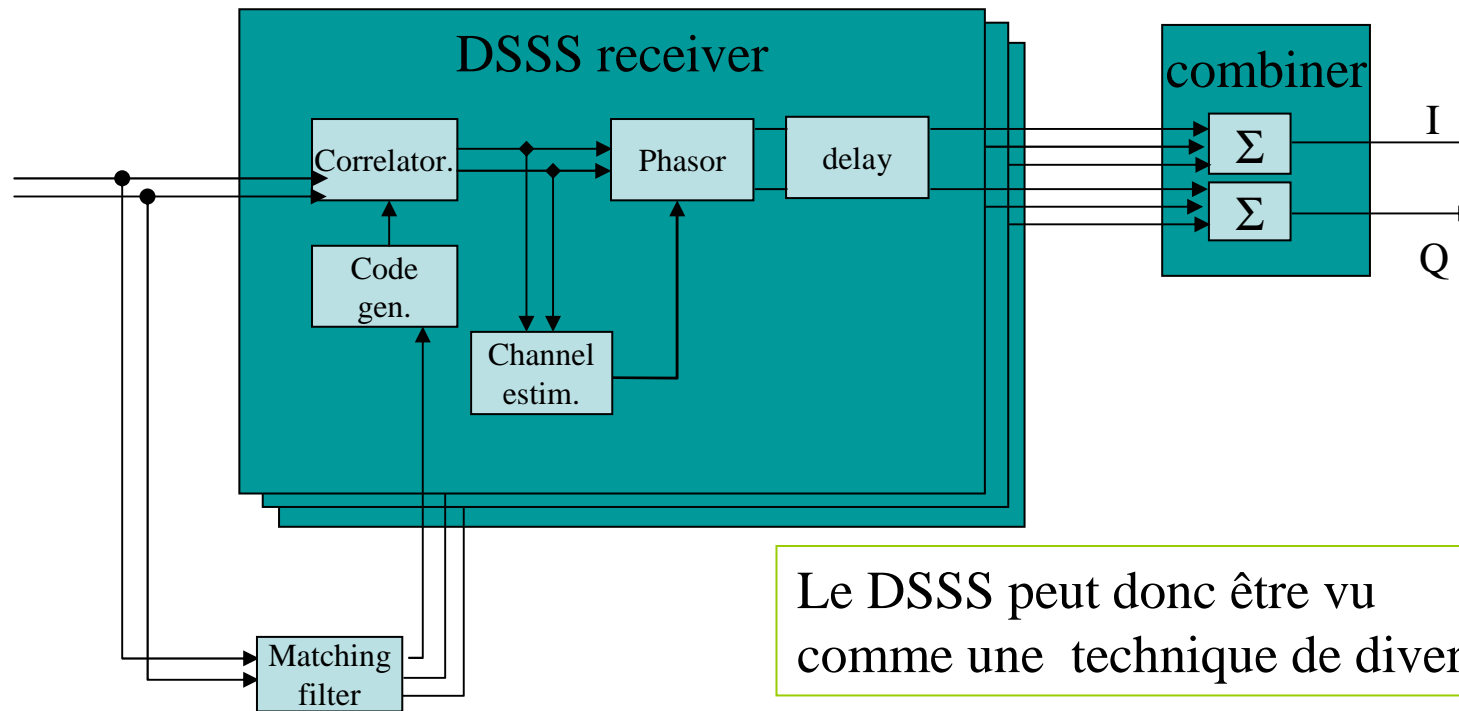 DSSS receiver
combiner
Correlator.
Phasor
delay
Σ
I
Σ
Q
Code
gen.
Channel
estim.
Matching
filter
Le DSSS peut donc être vu
comme une technique de diver